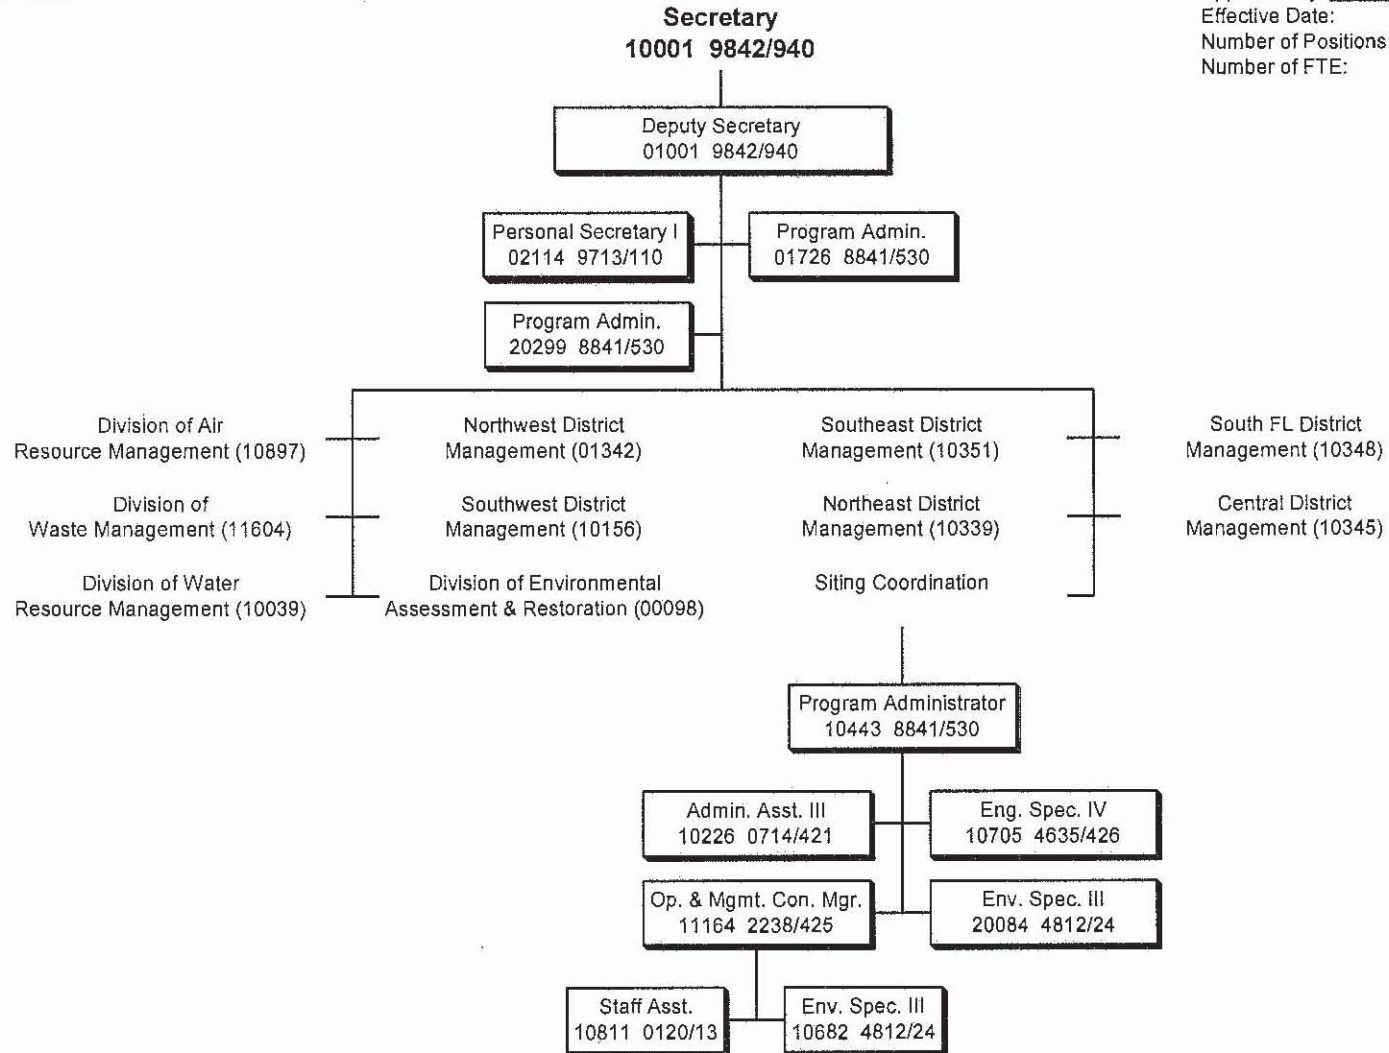 Secretary
10001 9842/940
Effective Date:
Number of Positions
Number of FTE:
Deputy Secretary
01001 9842/940
Personal Secretary I
02114 9713/110
Program Admin.
01726 8841/530
Program Admin.
20299 8841/530
Division of Air
Resource Management (10897)
Northwest District
Management (01342)
Southeast District
Management (10351)
South FL District
Management (10348)
Division of
Waste Management (11604)
Southwest District
Management (10156)
Northeast District
Management (10339)
Central District
Management (10345)
Division of Water
Resource Management (10039)
Division of Environmental
Assessment & Restoration (00098)
Siting Coordination
Program Administrator
10443 8841/530
Admin. Asst. III
10226 0714/421
Eng. Spec. IV
10705 4635/426
Op. & Mgmt. Con. Mgr.
11164 2238/425
Env. Spec. III
20084 4812/24
Staff Asst.
10811 0120/13
Env. Spec. III
10682 4812/24